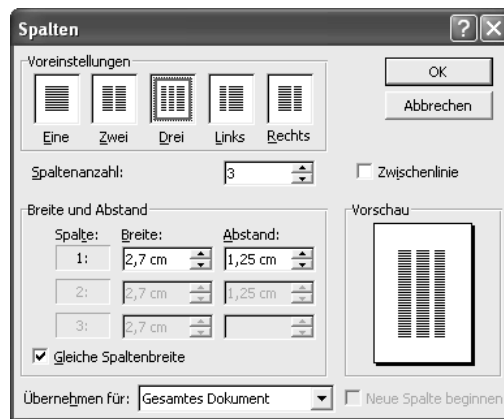 Spalten
Voreinstellungen
Eine Zwei Drei Links Rechts
OK
Abbrechen
Spaltenanzahl: 3
Zwischenlinie
Breite und Abstand
Spalte: Breite: Abstand:
1: 2,7 cm 1,25 cm
2: 2,7 cm 1,25 cm
3: 2,7 cm
Gleiche Spaltenbreite
Vorschau
Übernehmen für: Gesamtes Dokument
Neue Spalte beginnen